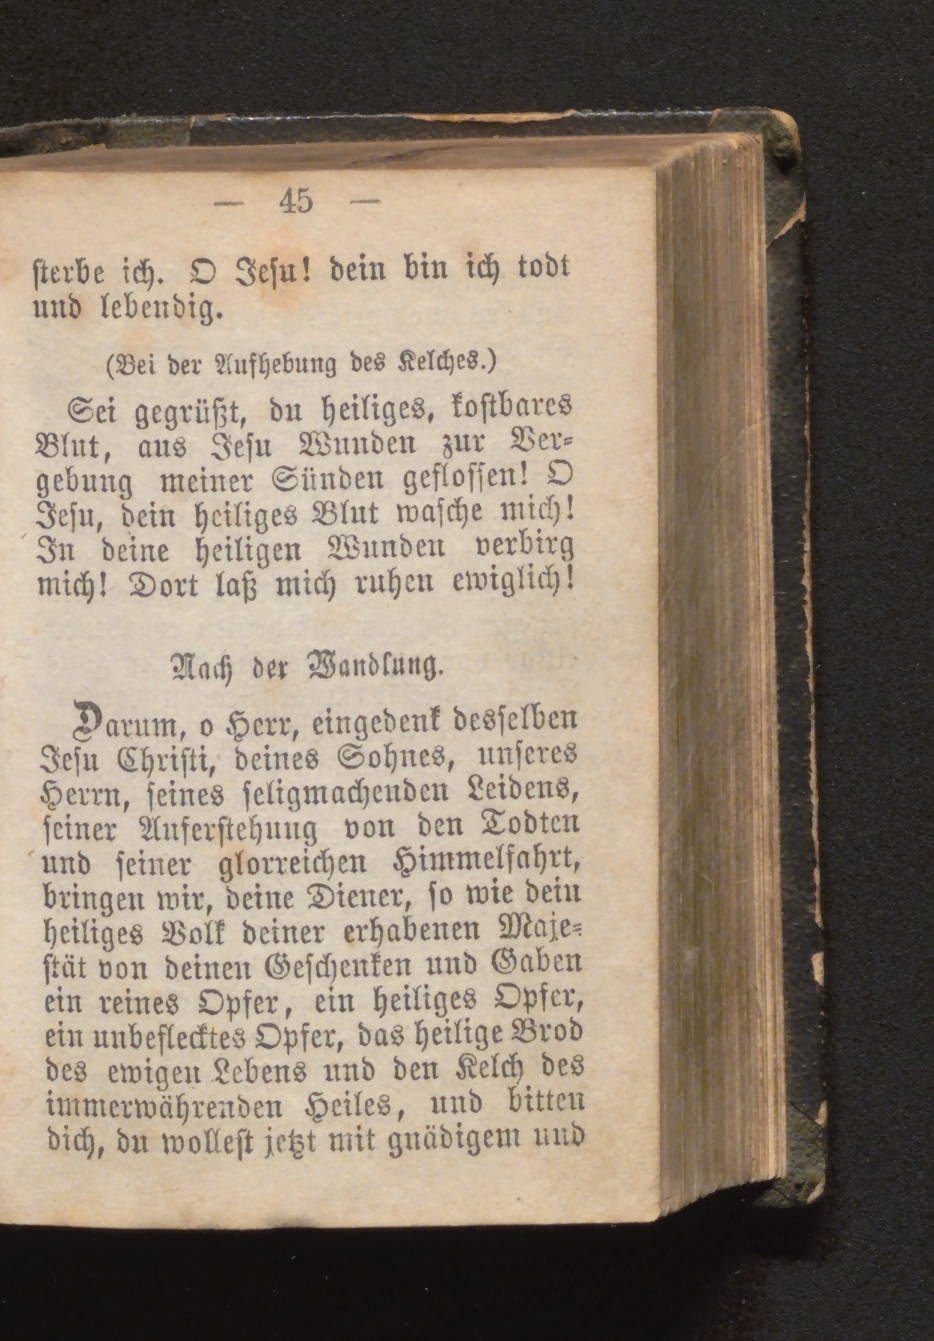 — 45 —
sterbe ich. O Jesu! dein bin ich todt
und lebendig.
(Bei der Aufhebung des Kelches.)
Sei gegrüßt, du heiliges, kostbares
Blut, aus Jesu Wunden zur Ver-
gebung meiner Sünden geflossen! O
Jesu, dein heiliges Blut wasche mich!
In deine heiligen Wunden verbirg
mich! Dort laß mich ruhen ewiglich!
Nach der Wandlung.
Darum, o Herr, eingedenk desselben
Jesu Christi, deines Sohnes, unseres
Herrn, seines seligmachenden Leidens,
seiner Auferstehung von den Todten
und seiner glorreichen Himmelfahrt,
bringen wir, deine Diener, so wie dein
heiliges Volk deiner erhabenen Maje-
stät von deinen Geschenken und Gaben
ein reines Opfer, ein heiliges Opfer,
ein unbeflecktes Opfer, das heilige Brod
des ewigen Lebens und den Kelch des
immerwährenden Heiles, und bitten
dich, du wollest jetzt mit gnädigem und